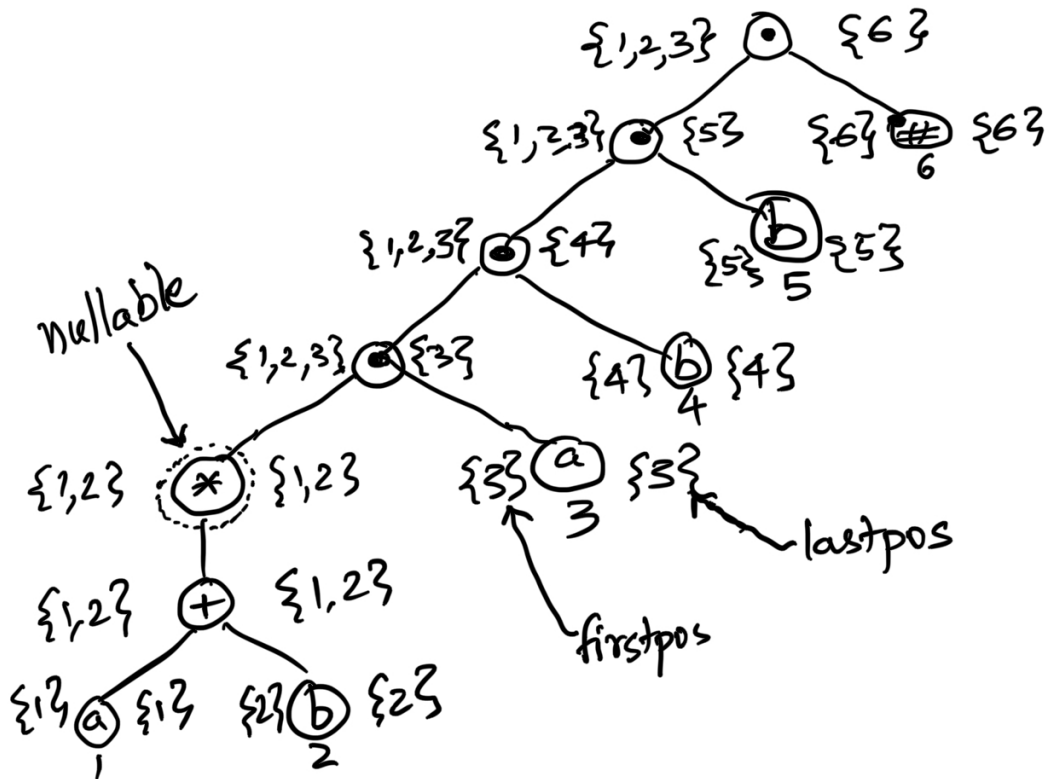 {1,2,3} • {6}
{1,2,3} • {5} {6} # {6}
6
{1,2,3} • {4} {5} b {5}
5
nullable
{1,2,3} • {3} {4} b {4}
4
{1,2} * {1,2} {3} a {3}
3
lastpos
{1,2} + {1,2}
firstpos
{1} a {1} {2} b {2}
1 2